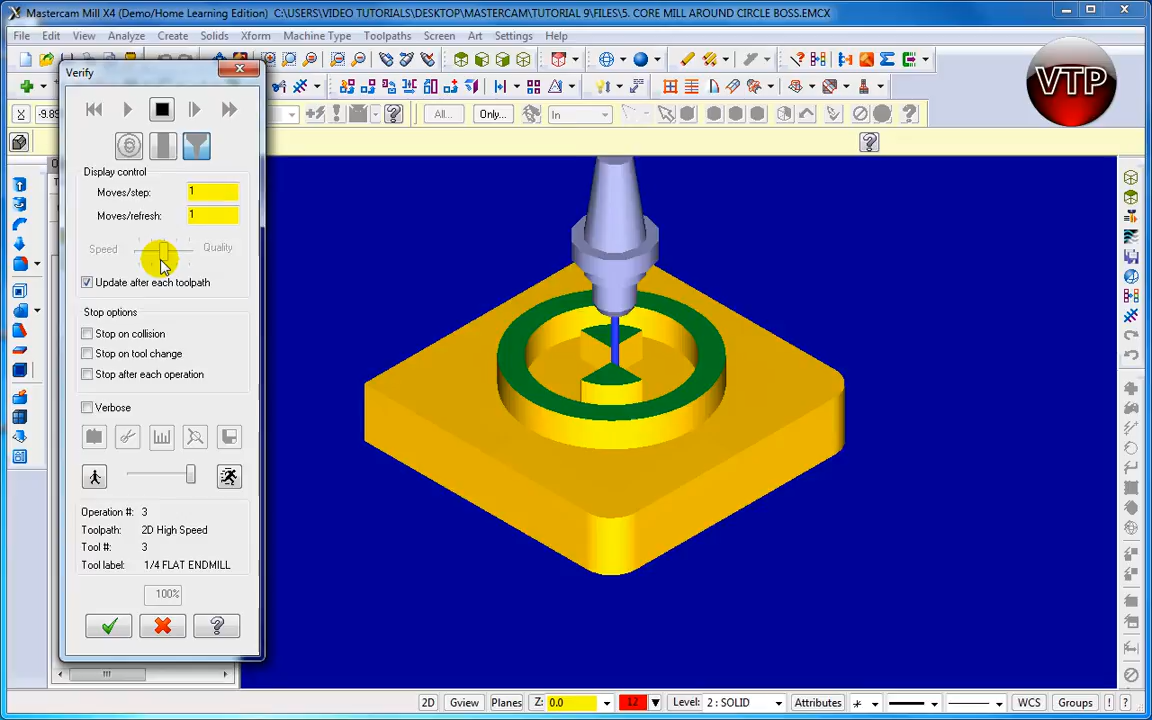 Mastercam Mill X4 (Demo/Home Learning Edition) C:\USERS\VIDEO TUTORIALS\DESKTOP\MASTERCAM\TUTORIAL 9\FILES\5. CORE MILL AROUND CIRCLE BOSS.EMCX
File Edit View Analyze Create Solids Xform Machine Type Toolpaths Screen Art Settings Help
Verify
VTP
X -9.89
All... Only... In
Display control
Moves/step: 1
Moves/refresh: 1
Speed Quality
Update after each toolpath
Stop options
Stop on collision
Stop on tool change
Stop after each operation
Verbose
Operation #: 3
Toolpath: 2D High Speed
Tool #: 3
Tool label: 1/4 FLAT ENDMILL
100%
2D Gview Planes Z: 0.0 12 Level: 2 : SOLID Attributes WCS Groups ! ?